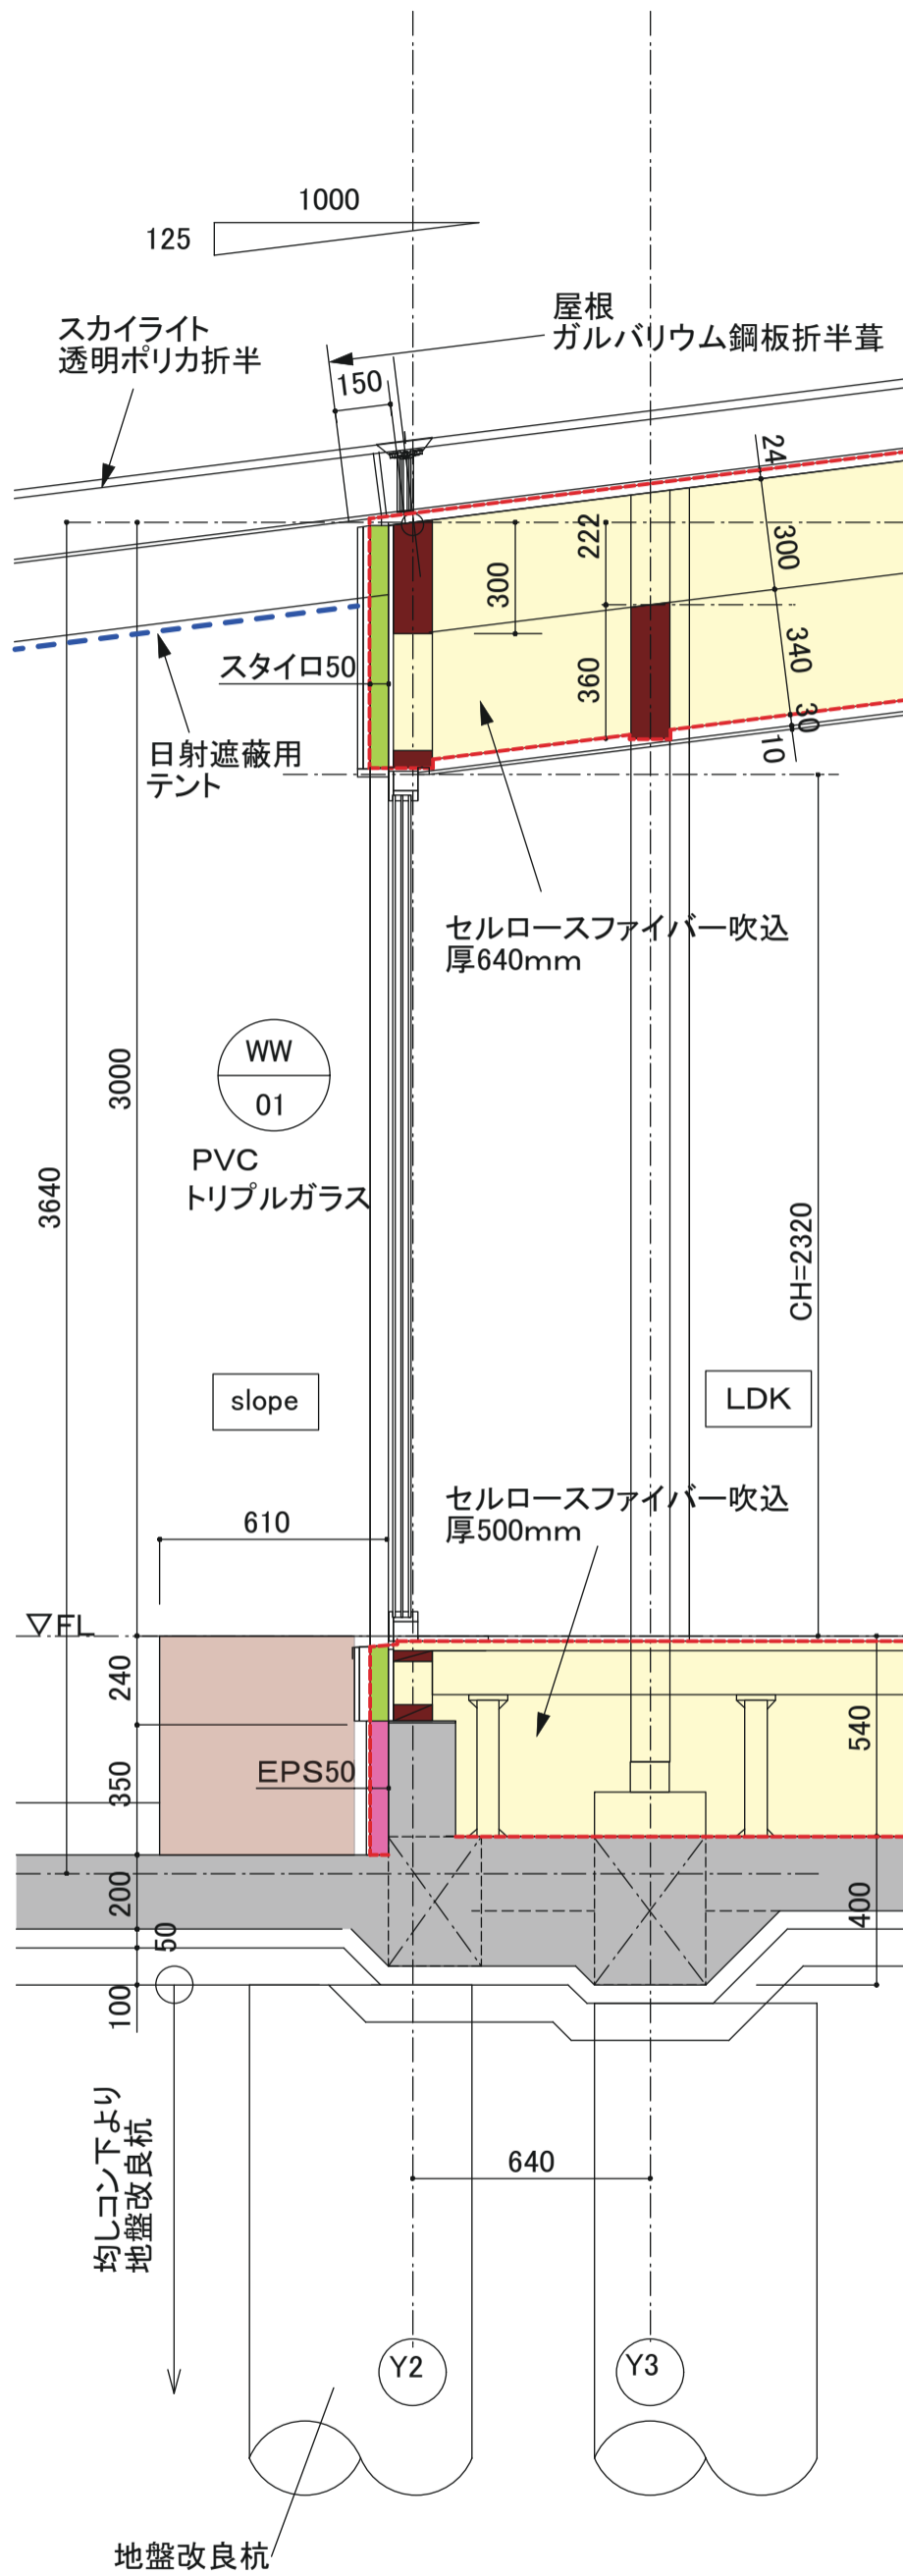 1000
125
スカイライト
透明ポリカ折半
屋根
ガルバリウム鋼板折半葺
150
24
222
300
300
340
360
30
10
スタイロ50
日射遮蔽用
テント
セルロースファイバー吹込
厚640mm
3000
WW
01
PVC
トリプルガラス
3640
CH=2320
slope
LDK
セルロースファイバー吹込
厚500mm
610
▽FL
240
540
350
EPS50
200
400
50
100
均しコン下より
地盤改良杭
640
Y2
Y3
地盤改良杭